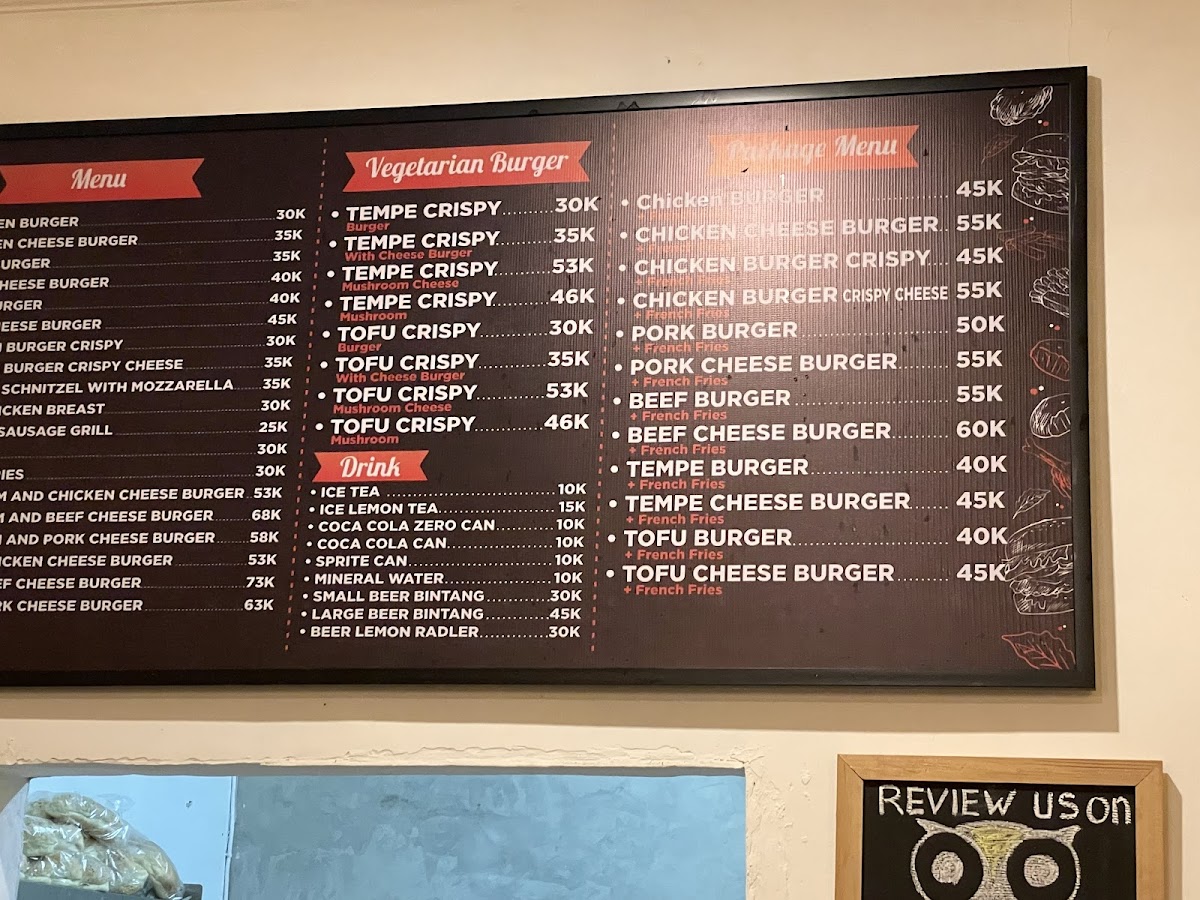 Menu
EN BURGER 30K
EN CHEESE BURGER 35K
URGER 35K
HEESE BURGER 40K
URGER 40K
HEESE BURGER 45K
BURGER CRISPY 30K
BURGER CRISPY CHEESE 35K
SCHNITZEL WITH MOZZARELLA 35K
ICKEN BREAST 30K
SAUSAGE GRILL 25K
30K
IES 30K
M AND CHICKEN CHEESE BURGER 53K
M AND BEEF CHEESE BURGER 68K
AND PORK CHEESE BURGER 58K
ICKEN CHEESE BURGER 53K
EF CHEESE BURGER 73K
RK CHEESE BURGER 63K
Vegetarian Burger
• TEMPE CRISPY 30K
Burger
• TEMPE CRISPY 35K
With Cheese Burger
• TEMPE CRISPY 53K
Mushroom Cheese
• TEMPE CRISPY 46K
Mushroom
• TOFU CRISPY 30K
Burger
• TOFU CRISPY 35K
With Cheese Burger
• TOFU CRISPY 53K
Mushroom Cheese
• TOFU CRISPY 46K
Mushroom
Drink
• ICE TEA 10K
• ICE LEMON TEA 15K
• COCA COLA ZERO CAN 10K
• COCA COLA CAN 10K
• SPRITE CAN 10K
• MINERAL WATER 10K
• SMALL BEER BINTANG 30K
• LARGE BEER BINTANG 45K
• BEER LEMON RADLER 30K
Package Menu
• Chicken BURGER 45K
• CHICKEN CHEESE BURGER 55K
• CHICKEN BURGER CRISPY 45K
+ French Fries
• CHICKEN BURGER CRISPY CHEESE 55K
+ French Fries
• PORK BURGER 50K
+ French Fries
• PORK CHEESE BURGER 55K
+ French Fries
• BEEF BURGER 55K
+ French Fries
• BEEF CHEESE BURGER 60K
+ French Fries
• TEMPE BURGER 40K
+ French Fries
• TEMPE CHEESE BURGER 45K
+ French Fries
• TOFU BURGER 40K
+ French Fries
• TOFU CHEESE BURGER 45K
+ French Fries
REVIEW US On